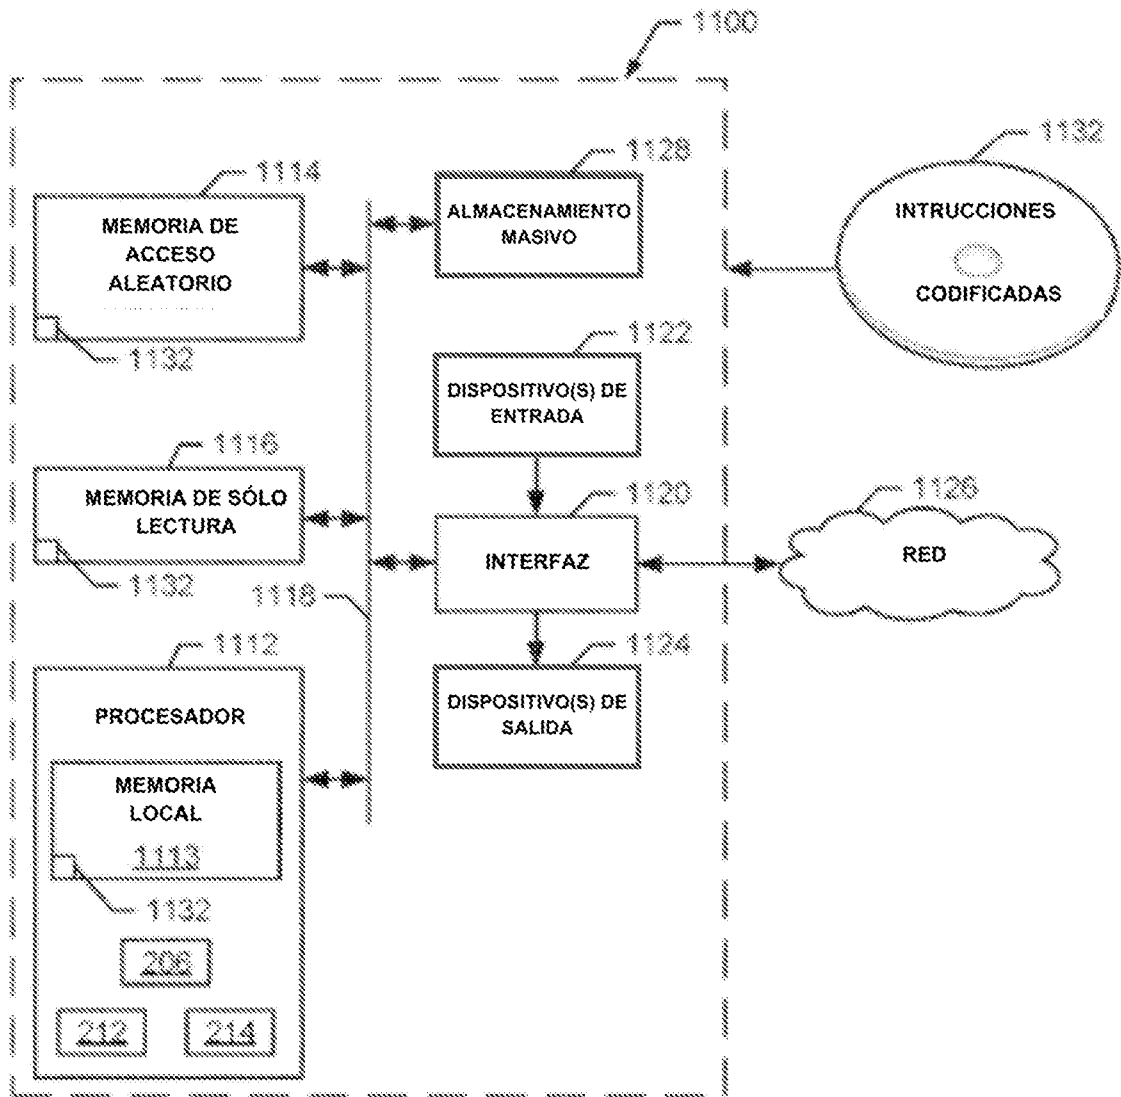 1100
1114
MEMORIA DE
ACCESO
ALEATORIO
1132
1128
ALMACENAMIENTO
MASIVO
1132
INTRUCCIONES
CODIFICADAS
1122
DISPOSITIVO(S) DE
ENTRADA
1116
MEMORIA DE SÓLO
LECTURA
1132
1118
1120
INTERFAZ
1126
RED
1112
PROCESADOR
MEMORIA
LOCAL
1113
1132
206
212
214
1124
DISPOSITIVO(S) DE
SALIDA